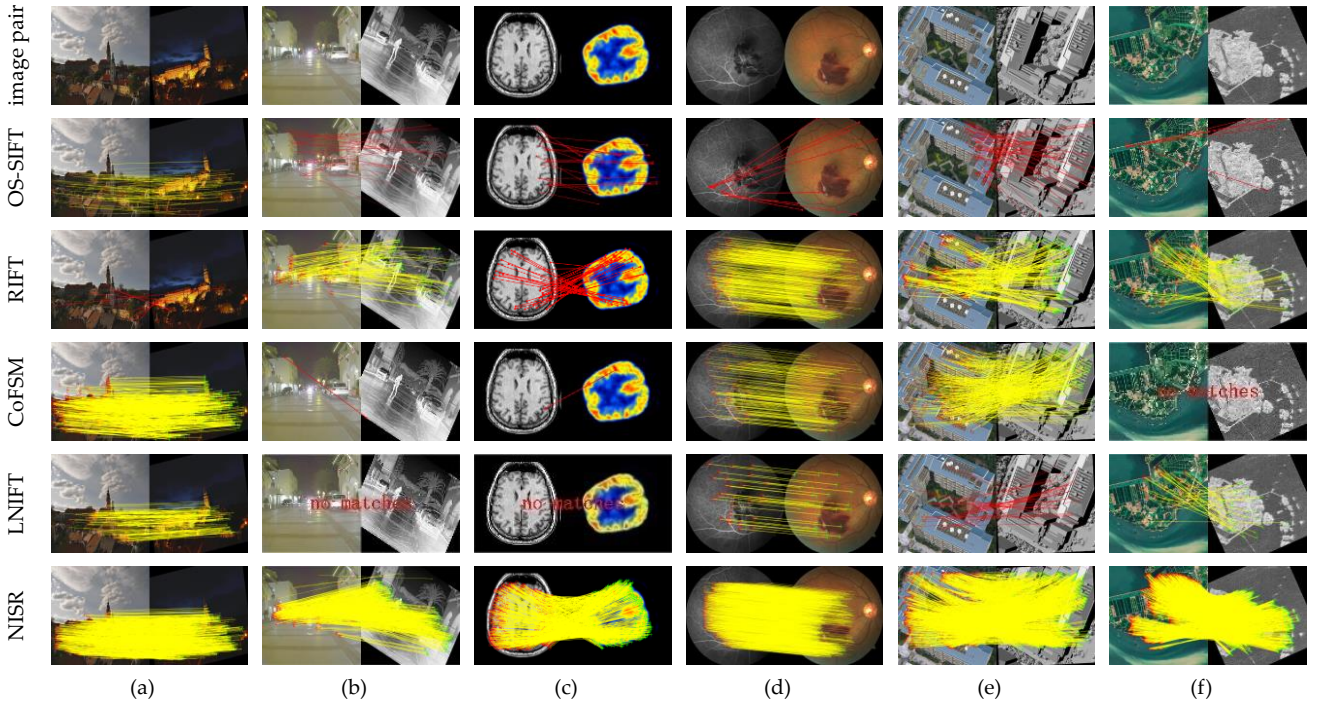 image pair
OS-SIFT
RIFT
CoFSM
no matches
LNIFT
no matches
no matches
NISR
(a)
(b)
(c)
(d)
(e)
(f)